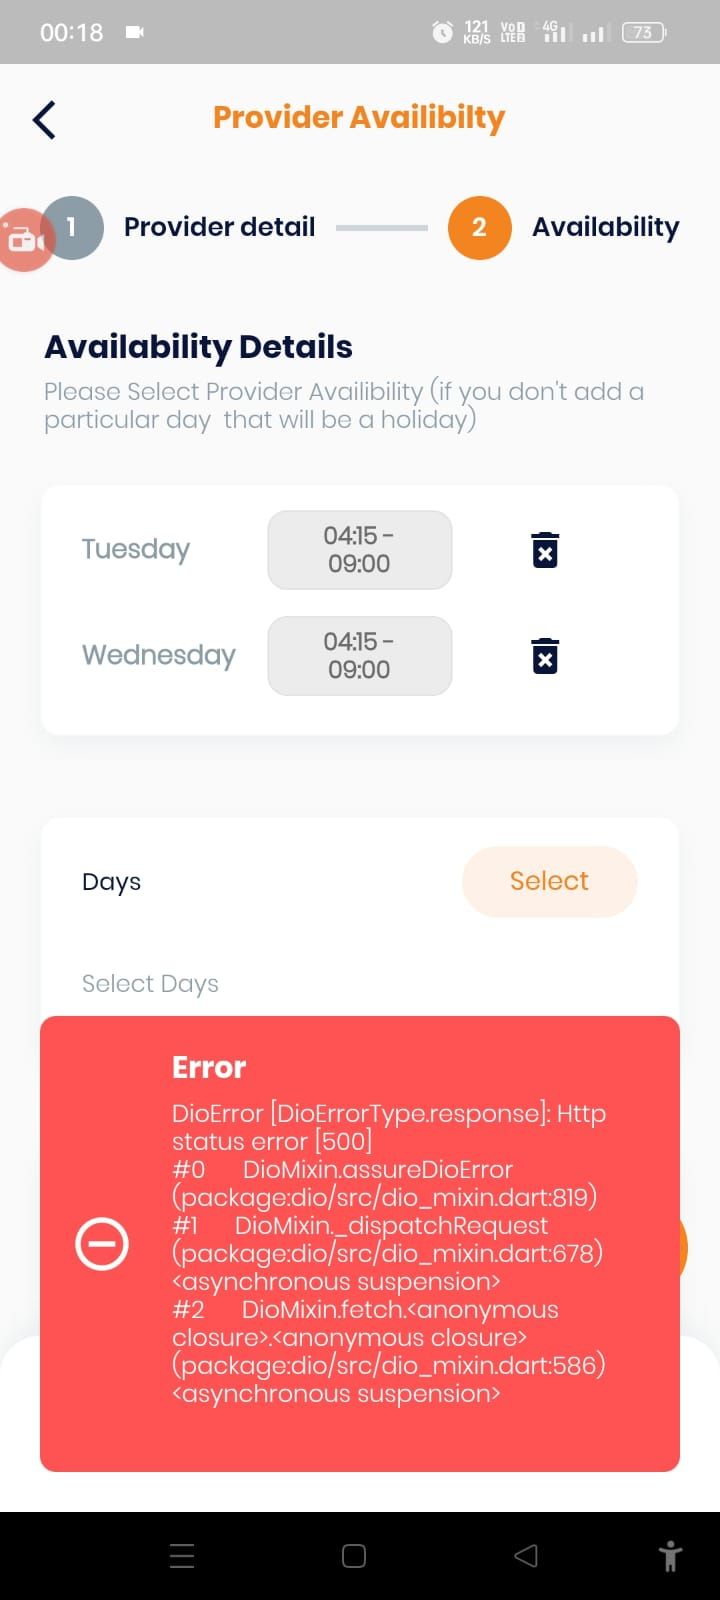 00:18
121 KB/S VoD LTE2 4G 73
Provider Availibilty
1 Provider detail 2 Availability
Availability Details
Please Select Provider Availibility (if you don't add a
particular day that will be a holiday)
Tuesday
04:15 -
09:00
Wednesday
04:15 -
09:00
Days
Select
Select Days
Error
DioError [DioErrorType.response]: Http
status error [500]
#0 DioMixin.assureDioError
(package:dio/src/dio_mixin.dart:819)
#1 DioMixin._dispatchRequest
(package:dio/src/dio_mixin.dart:678)
<asynchronous suspension>
#2 DioMixin.fetch.<anonymous
closure>.<anonymous closure>
(package:dio/src/dio_mixin.dart:586)
<asynchronous suspension>